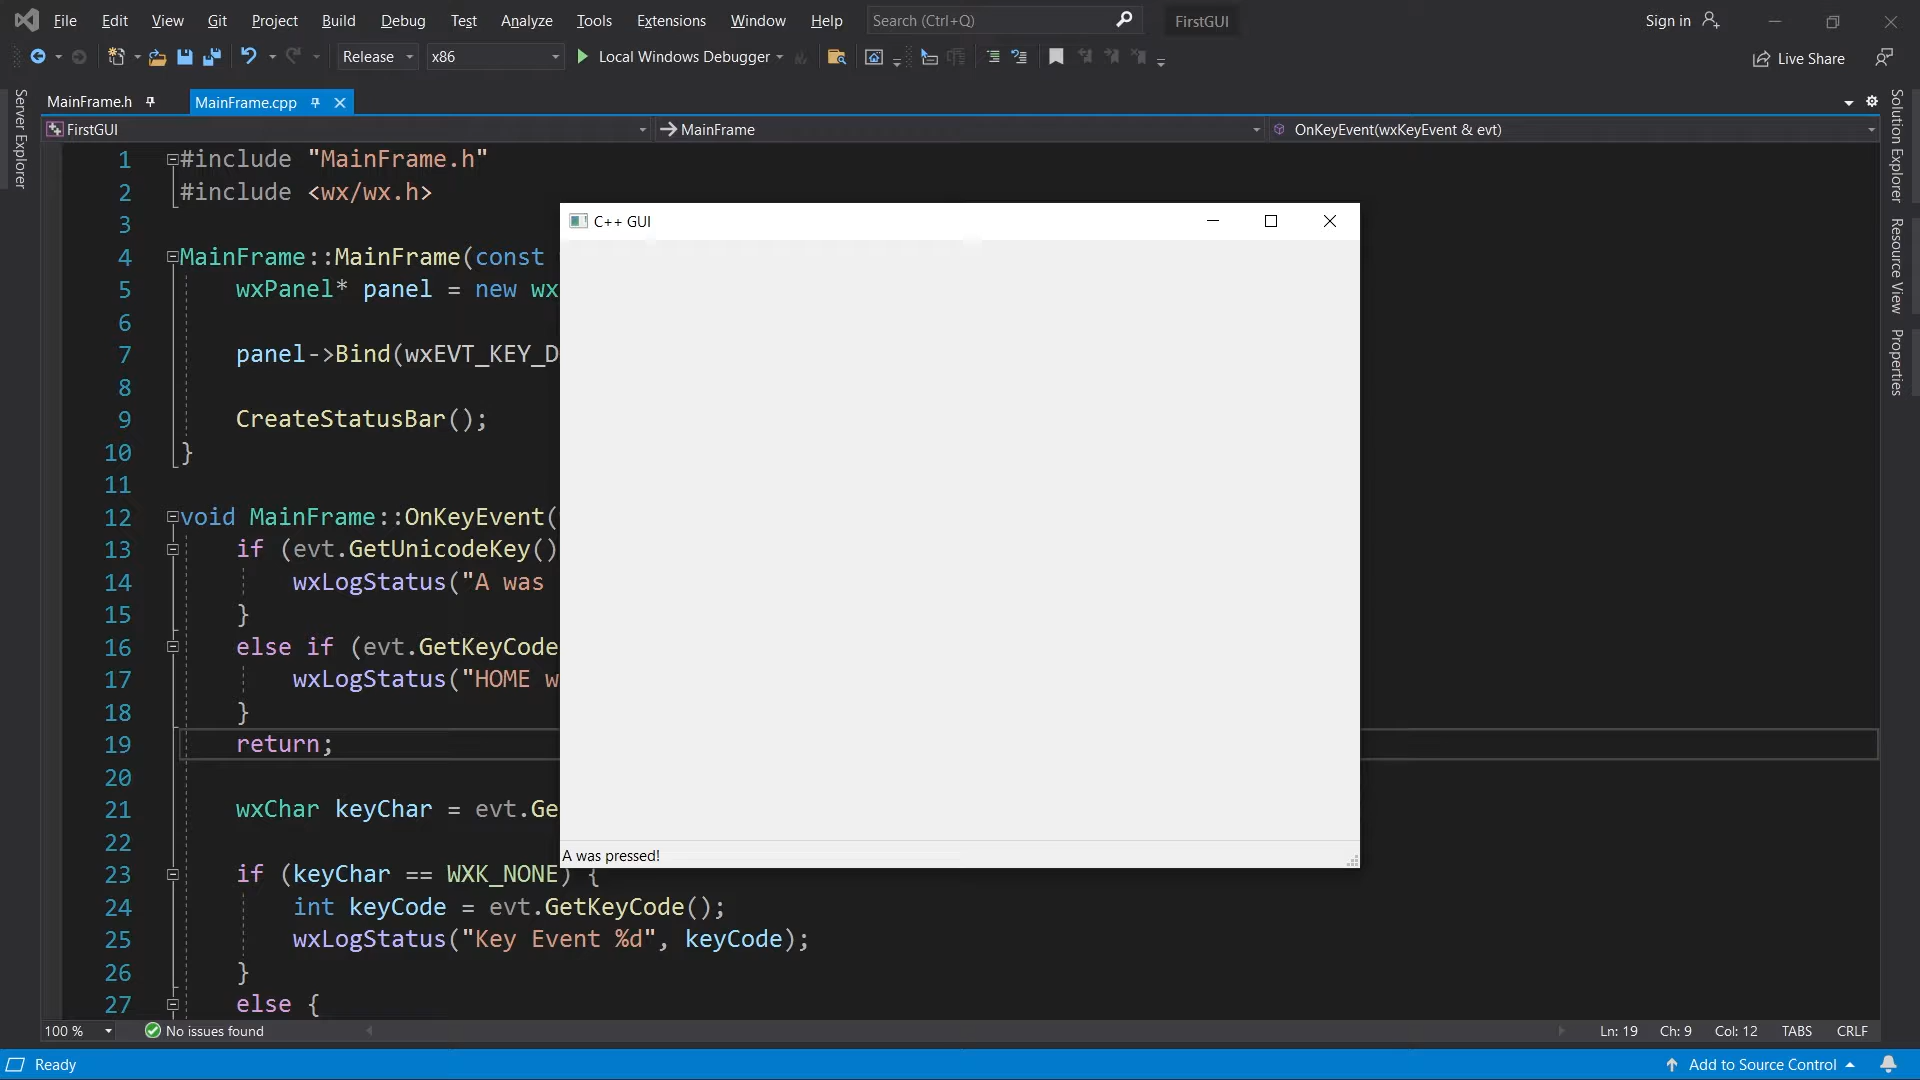 File Edit View Git Project Build Debug Test Analyze Tools Extensions Window Help Search (Ctrl+Q) FirstGUI Sign in
Release x86 Local Windows Debugger Live Share
MainFrame.h MainFrame.cpp
FirstGUI MainFrame OnKeyEvent(wxKeyEvent & evt)
Server Explorer
Solution Explorer
Resource View
Properties
1 #include "MainFrame.h"
2 #include <wx/wx.h>
3
4 MainFrame::MainFrame(const
5 wxPanel* panel = new wx
6
7 panel->Bind(wxEVT_KEY_D
8
9 CreateStatusBar();
10 }
11
12 void MainFrame::OnKeyEvent(
13 if (evt.GetUnicodeKey()
14 wxLogStatus("A was
15 }
16 else if (evt.GetKeyCode
17 wxLogStatus("HOME w
18 }
19 return;
20
21 wxChar keyChar = evt.Ge
22
23 if (keyChar == WXK_NONE) {
24 int keyCode = evt.GetKeyCode();
25 wxLogStatus("Key Event %d", keyCode);
26 }
27 else {
C++ GUI
A was pressed!
100 % No issues found Ln: 19 Ch: 9 Col: 12 TABS CRLF
Ready Add to Source Control